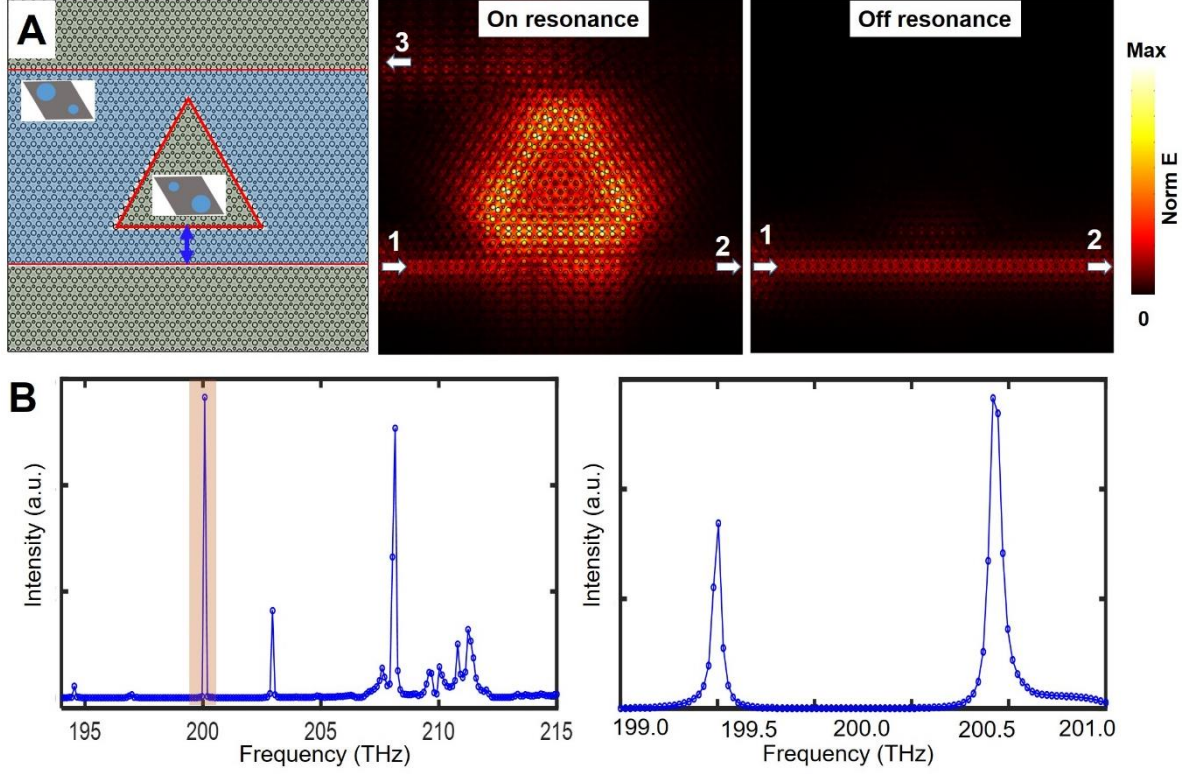 A
On resonance
Off resonance
3
1
2
1
2
Max
Norm E
0
B
Intensity (a.u.)
195
200
205
210
215
Frequency (THz)
Intensity (a.u.)
199.0
199.5
200.0
200.5
201.0
Frequency (THz)